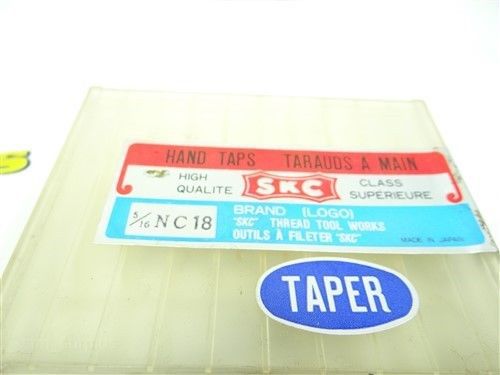 HAND TAPS TARAUDS A MAIN
HIGH QUALITE
SKC
CLASS SUPERIEURE
5/16 NC 18
BRAND (LOGO)
"SKC" THREAD TOOL WORKS
OUTILS À FILETER "SKC"
MADE IN JAPAN
TAPER